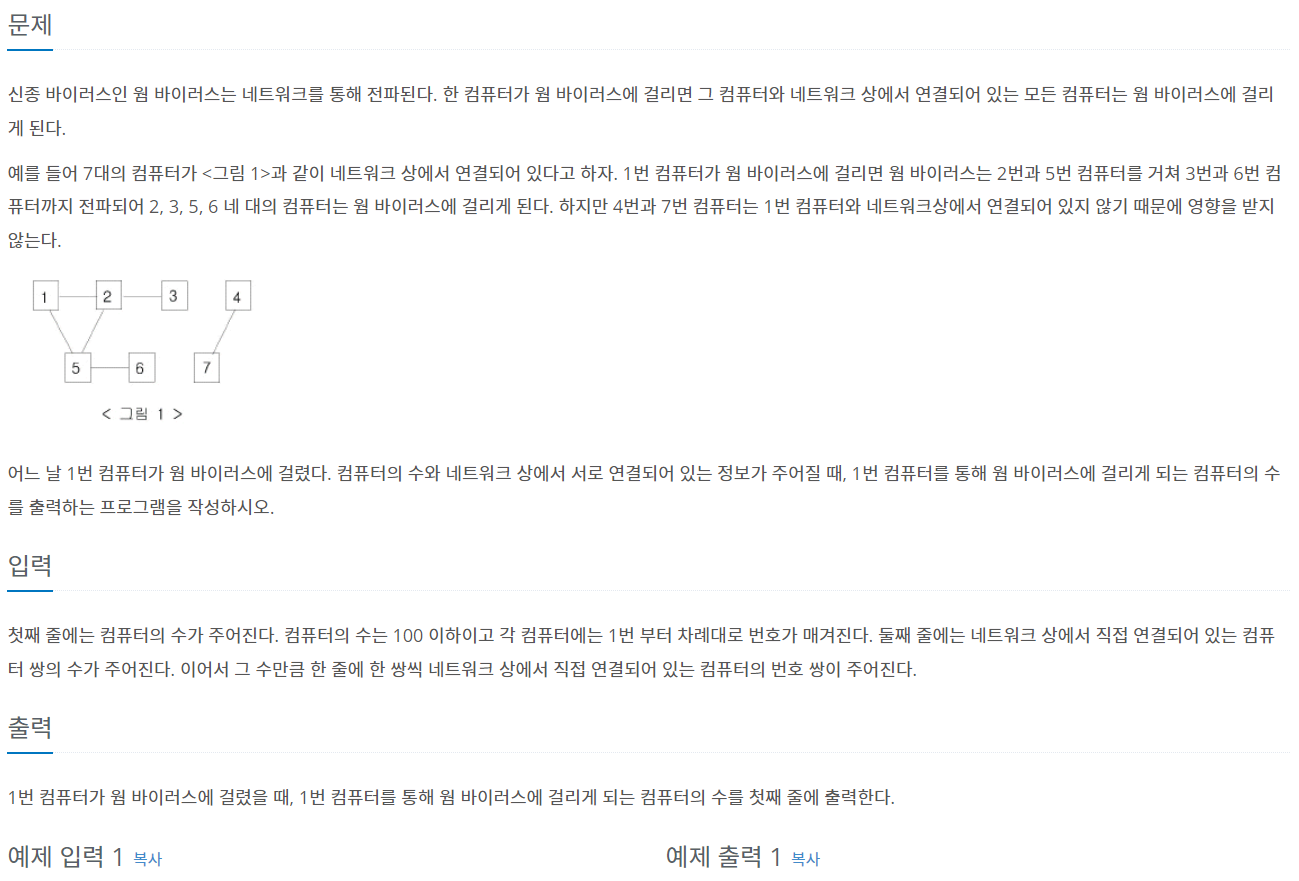 문제
신종 바이러스인 웜 바이러스는 네트워크를 통해 전파된다. 한 컴퓨터가 웜 바이러스에 걸리면 그 컴퓨터와 네트워크 상에서 연결되어 있는 모든 컴퓨터는 웜 바이러스에 걸리
게 된다.
예를 들어 7대의 컴퓨터가 <그림 1>과 같이 네트워크 상에서 연결되어 있다고 하자. 1번 컴퓨터가 웜 바이러스에 걸리면 웜 바이러스는 2번과 5번 컴퓨터를 거쳐 3번과 6번 컴
퓨터까지 전파되어 2, 3, 5, 6 네 대의 컴퓨터는 웜 바이러스에 걸리게 된다. 하지만 4번과 7번 컴퓨터는 1번 컴퓨터와 네트워크상에서 연결되어 있지 않기 때문에 영향을 받지
않는다.
1 2 3 4
5 6 7
< 그림 1 >
어느 날 1번 컴퓨터가 웜 바이러스에 걸렸다. 컴퓨터의 수와 네트워크 상에서 서로 연결되어 있는 정보가 주어질 때, 1번 컴퓨터를 통해 웜 바이러스에 걸리게 되는 컴퓨터의 수
를 출력하는 프로그램을 작성하시오.
입력
첫째 줄에는 컴퓨터의 수가 주어진다. 컴퓨터의 수는 100 이하이고 각 컴퓨터에는 1번 부터 차례대로 번호가 매겨진다. 둘째 줄에는 네트워크 상에서 직접 연결되어 있는 컴퓨
터 쌍의 수가 주어진다. 이어서 그 수만큼 한 줄에 한 쌍씩 네트워크 상에서 직접 연결되어 있는 컴퓨터의 번호 쌍이 주어진다.
출력
1번 컴퓨터가 웜 바이러스에 걸렸을 때, 1번 컴퓨터를 통해 웜 바이러스에 걸리게 되는 컴퓨터의 수를 첫째 줄에 출력한다.
예제 입력 1 복사
예제 출력 1 복사